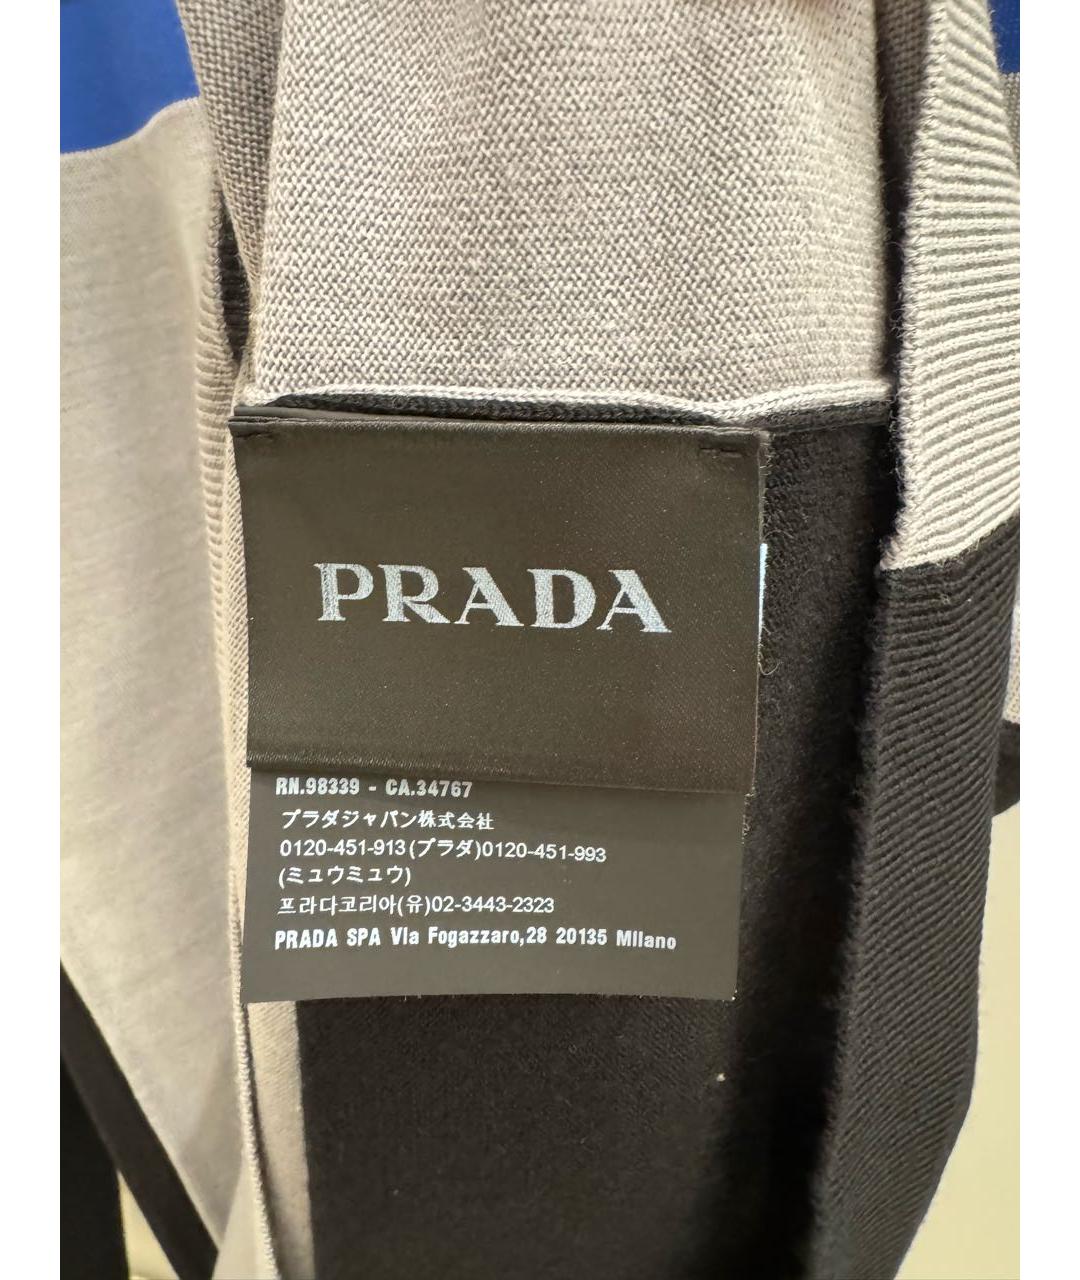 PRADA
RN.98339 - CA.34767
プラダジャパン株式会社
0120-451-913(プラダ)0120-451-993
(ミュウミュウ)
프라다코리아(유)02-3443-2323
PRADA SPA Via Fogazzaro,28 20135 Milano